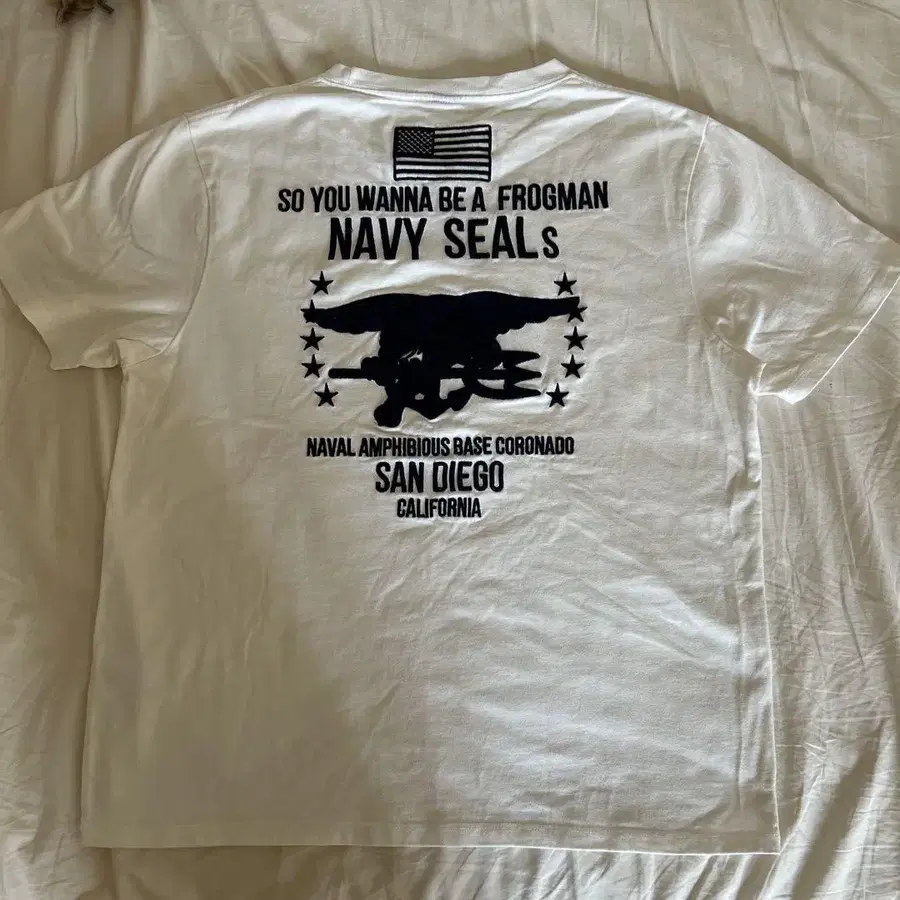 SO YOU WANNA BE A FROGMAN
NAVY SEALs
NAVAL AMPHIBIOUS BASE CORONADO
SAN DIEGO
CALIFORNIA